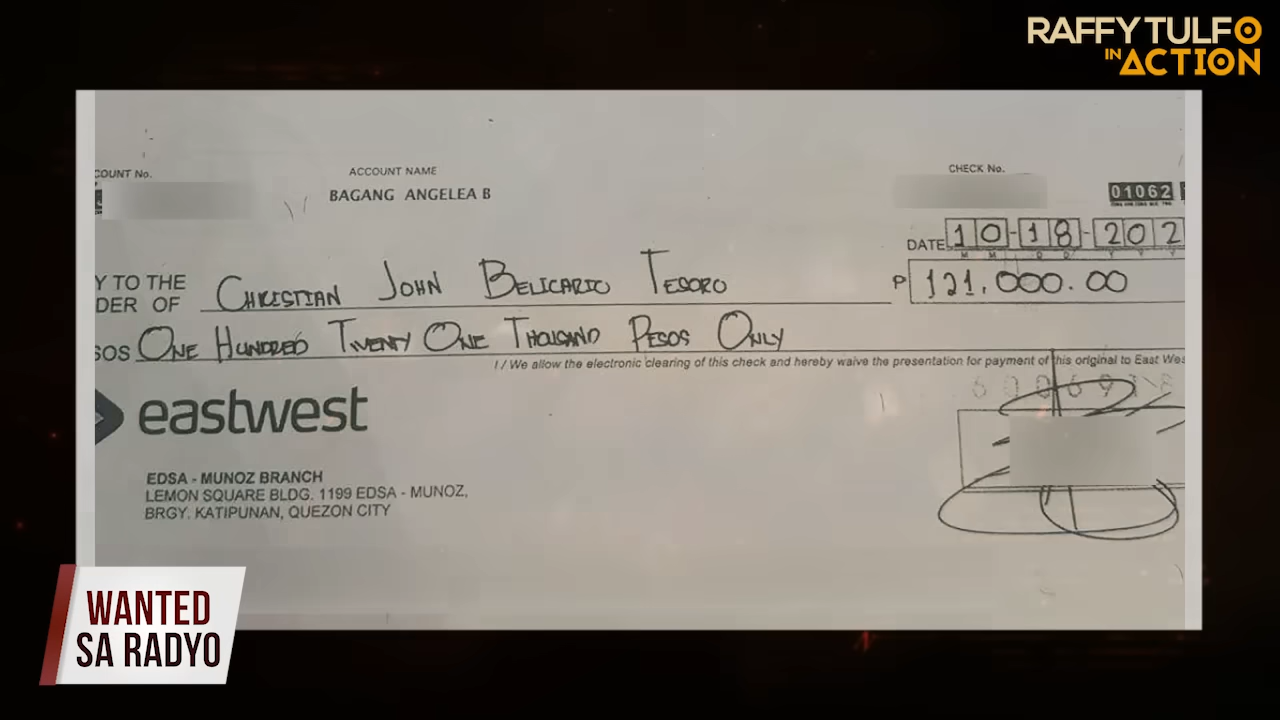 RAFFY TULFO
IN ACTION
COUNT No.
ACCOUNT NAME
CHECK No.
BAGANG ANGELEA B
01062
DATE 10-18-202
M M D D Y Y Y
Y TO THE
DER OF CHRISTIAN JOHN BELICARIO TESORO
P 121,000.00
SOS ONE HUNDRED TWENTY ONE THOUSAND PESOS ONLY
I / We allow the electronic clearing of this check and hereby waive the presentation for payment of this original to East Wes
eastwest
EDSA - MUNOZ BRANCH
LEMON SQUARE BLDG. 1199 EDSA - MUNOZ,
BRGY. KATIPUNAN, QUEZON CITY
WANTED
SA RADYO